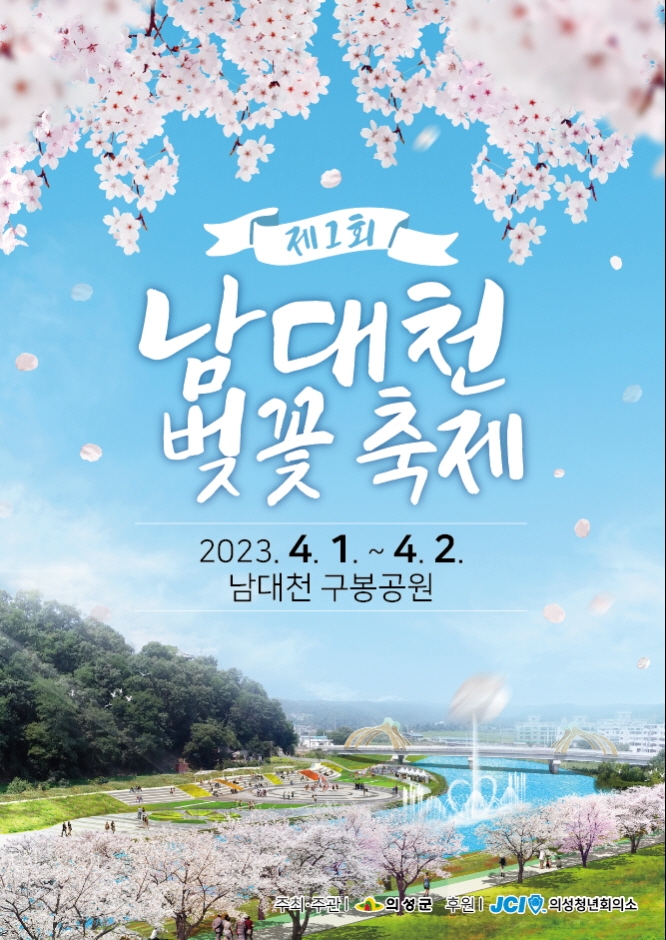 제1회
남대천
벚꽃 축제
2023. 4. 1. ~ 4. 2.
남대천 구봉공원
주최·주관 | 의성군 후원 | JCI 의성청년회의소